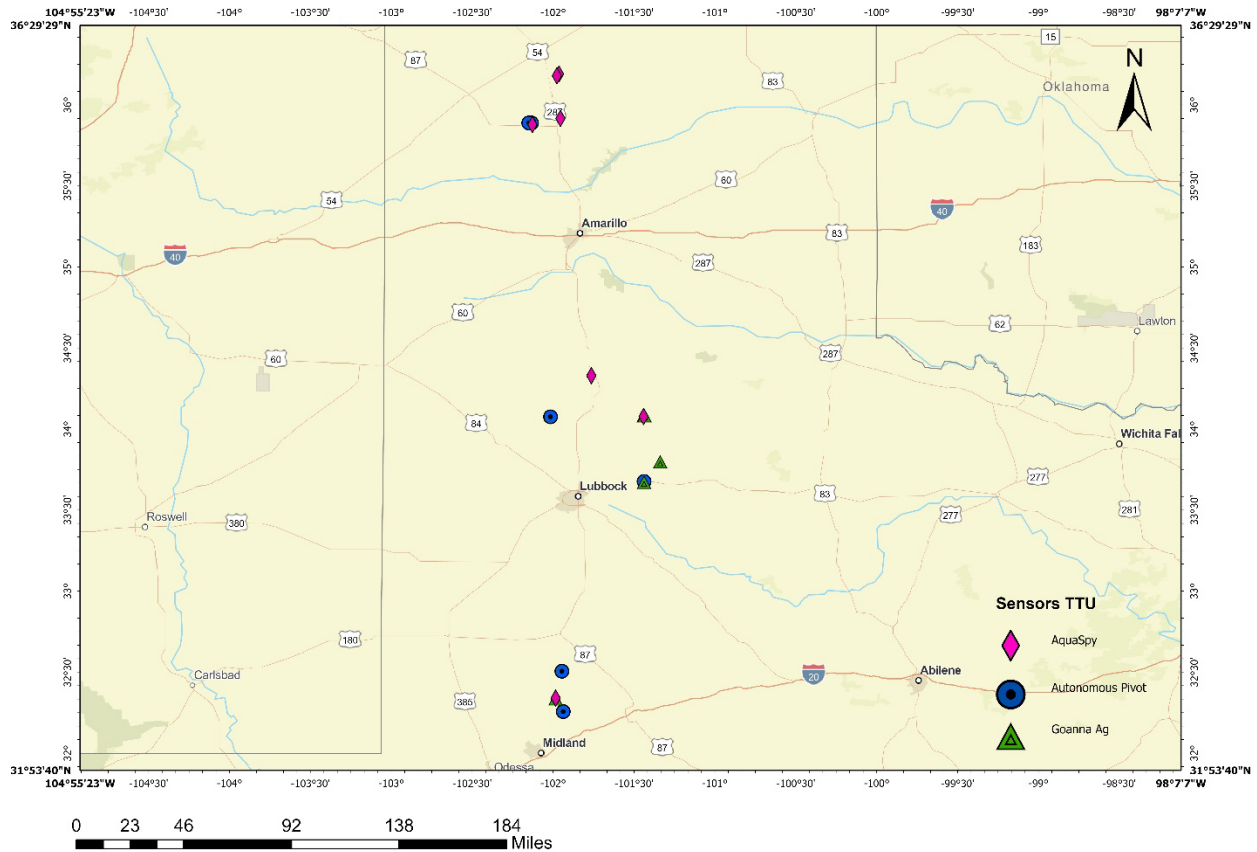 104°55'23"W -104°30' -104° -103°30' -103° -102°30' -102° -101°30' -101° -100°30' -100° -99°30' -99° 98°7'7"W
36°29'29"N 36°29'29"N
54
15
87
N
83
Oklahoma
36° 36°
287
35°30' 35°30'
60
54
40
Amarillo
83
183
40
35° 35°
287
60
62
Lawton
34°30' 34°30'
287
60
84
34° 34°
Wichita Fal
277
Lubbock
83
33°30' 33°30'
281
Roswell
380
277
33° 33°
Sensors TTU
AquaSpy
180
87
Carlsbad
32°30' 32°30'
20
Abilene
Autonomous Pivot
385
Goanna Ag
Midland
87
32° 32°
Odessa
31°53'40"N 31°53'40"N
104°55'23"W -104°30' -104° -103°30' -103° -102°30' -102° -101°30' -101° -100°30' -100° -99°30' -99° 98°7'7"W
0 23 46 92 138 184
Miles